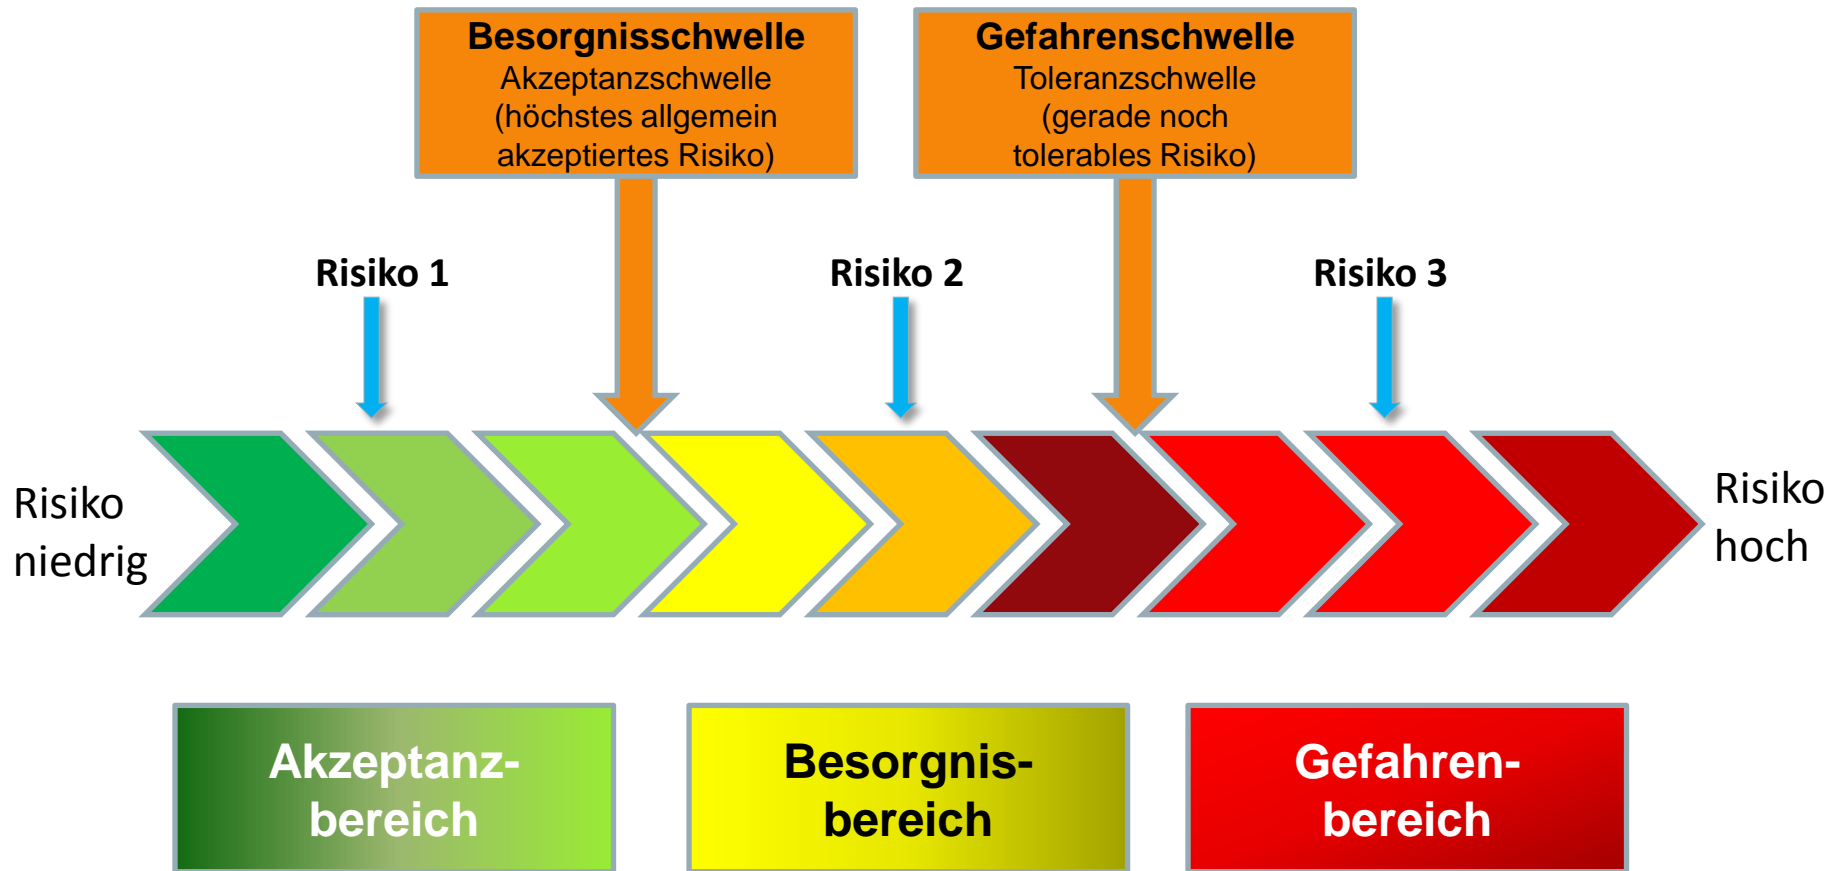 Besorgnisschwelle
Akzeptanzschwelle
(höchstes allgemein
akzeptiertes Risiko)
Gefahrenschwelle
Toleranzschwelle
(gerade noch
tolerables Risiko)
Risiko 1
Risiko 2
Risiko 3
Risiko
niedrig
Risiko
hoch
Akzeptanz-
bereich
Besorgnis-
bereich
Gefahren-
bereich